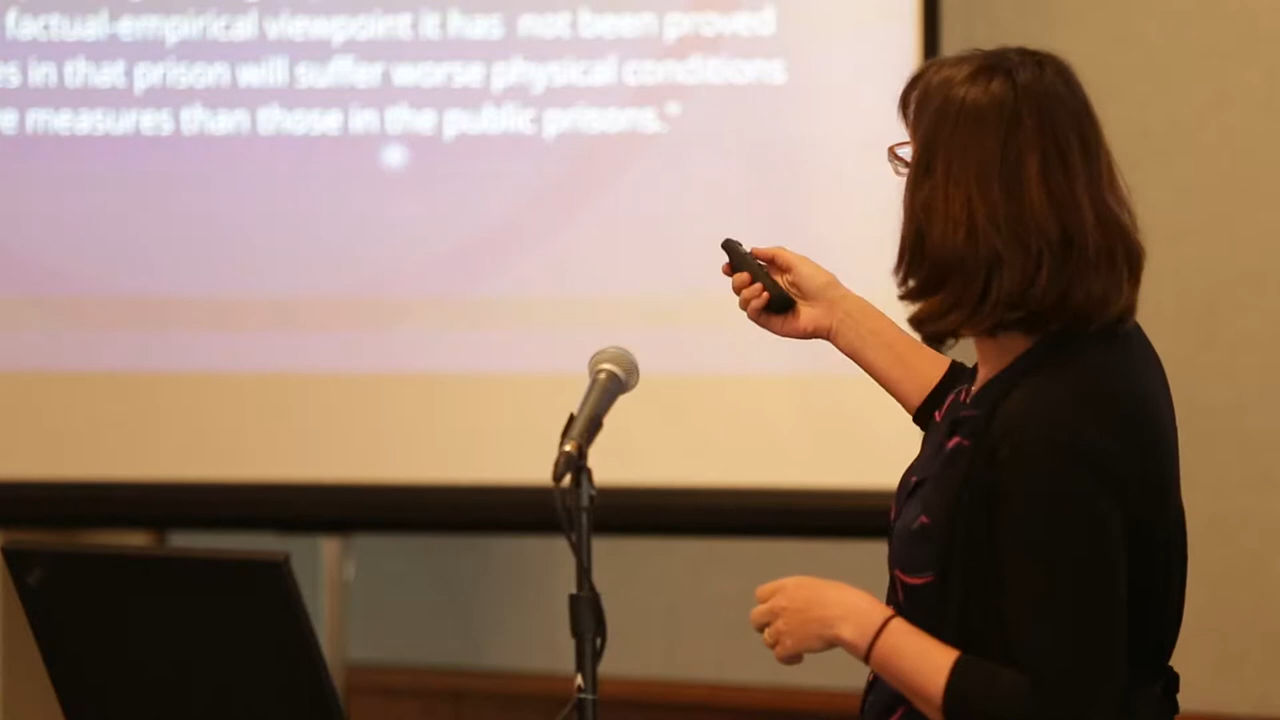 factual-empirical viewpoint it has not been proved
es in that prison will suffer worse physical conditions
e measures than those in the public prisons."